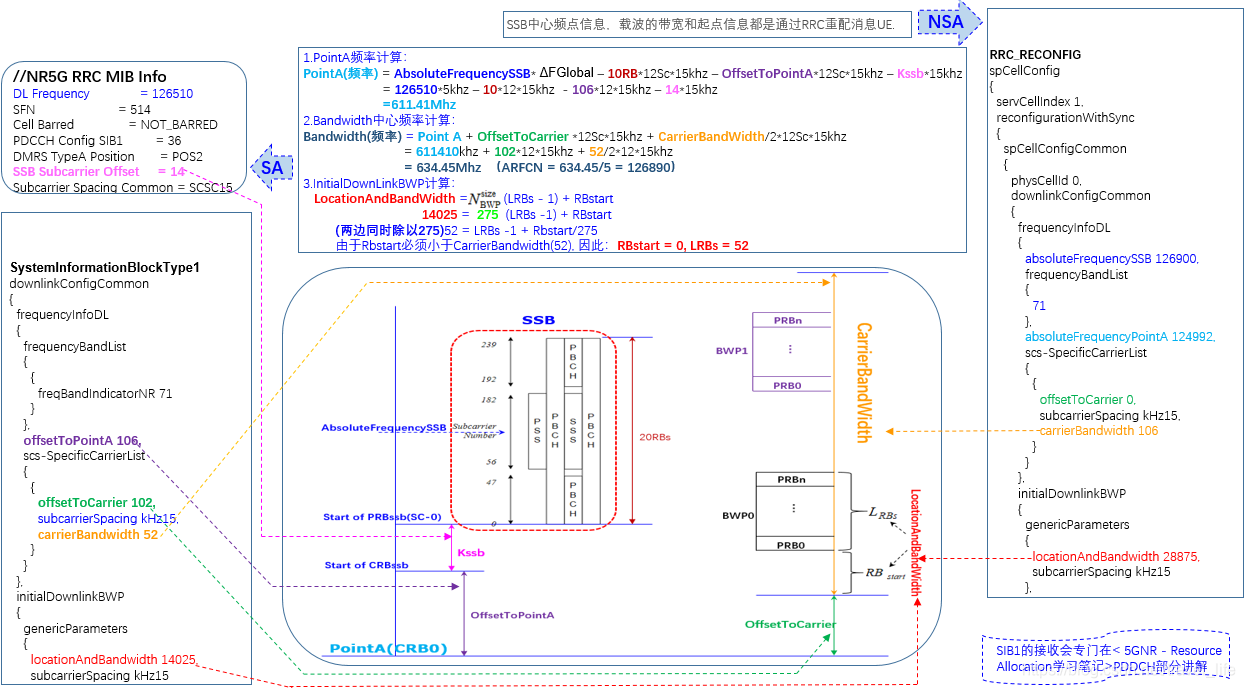 SSB中心频点信息、载波的带宽和起点信息都是通过RRC重配消息UE.
NSA
//NR5G RRC MIB Info
DL Frequency = 126510
SFN = 514
Cell Barred = NOT_BARRED
PDCCH Config SIB1 = 36
DMRS TypeA Position = POS2
SSB Subcarrier Offset = 14
Subcarrier Spacing Common = SCSC15
SA
1.PointA频率计算:
PointA(频率) = AbsoluteFrequencySSB* ΔFGlobal – 10RB*12Sc*15khz – OffsetToPointA*12Sc*15khz – Kssb*15khz
= 126510*5khz – 10*12*15khz - 106*12*15khz – 14*15khz
=611.41Mhz
2.Bandwidth中心频率计算:
Bandwidth(频率) = Point A + OffsetToCarrier *12Sc*15khz + CarrierBandWidth/2*12Sc*15khz
= 611410khz + 102*12*15khz + 52/2*12*15khz
= 634.45Mhz (ARFCN = 634.45/5 = 126890)
3.InitialDownLinkBWP计算:
LocationAndBandWidth = N size BWP (LRBs - 1) + RBstart
14025 = 275 (LRBs -1) + RBstart
(两边同时除以275)52 = LRBs -1 + Rbstart/275
由于Rbstart必须小于CarrierBandwidth(52), 因此: RBstart = 0, LRBs = 52
SystemInformationBlockType1
downlinkConfigCommon
{
frequencyInfoDL
{
frequencyBandList
{
{
freqBandIndicatorNR 71
}
},
offsetToPointA 106,
scs-SpecificCarrierList
{
{
offsetToCarrier 102,
subcarrierSpacing kHz15,
carrierBandwidth 52
}
}
},
initialDownlinkBWP
{
genericParameters
{
locationAndBandwidth 14025,
subcarrierSpacing kHz15
SSB
239
192
182
56
47
0
AbsoluteFrequencySSB
Subcarrier
Number
PSS
PBCH
PBCH
SSS
PBCH
PBCH
20RBs
Start of PRBssb(SC-0)
Kssb
Start of CRBssb
OffsetToPointA
PointA(CRB0)
PRBn
⋮
BWP1
PRB0
CarrierBandWidth
PRBn
⋮
BWP0
PRB0
L RBs
RB start
LocationAndBandWidth
OffsetToCarrier
RRC_RECONFIG
spCellConfig
{
servCellIndex 1,
reconfigurationWithSync
{
spCellConfigCommon
{
physCellId 0,
downlinkConfigCommon
{
frequencyInfoDL
{
absoluteFrequencySSB 126900,
frequencyBandList
{
71
},
absoluteFrequencyPointA 124992,
scs-SpecificCarrierList
{
{
offsetToCarrier 0,
subcarrierSpacing kHz15,
carrierBandwidth 106
}
}
},
initialDownlinkBWP
{
genericParameters
{
locationAndBandwidth 28875,
subcarrierSpacing kHz15
},
SIB1的接收会专门在< 5GNR - Resource
Allocation学习笔记>PDDCH部分讲解